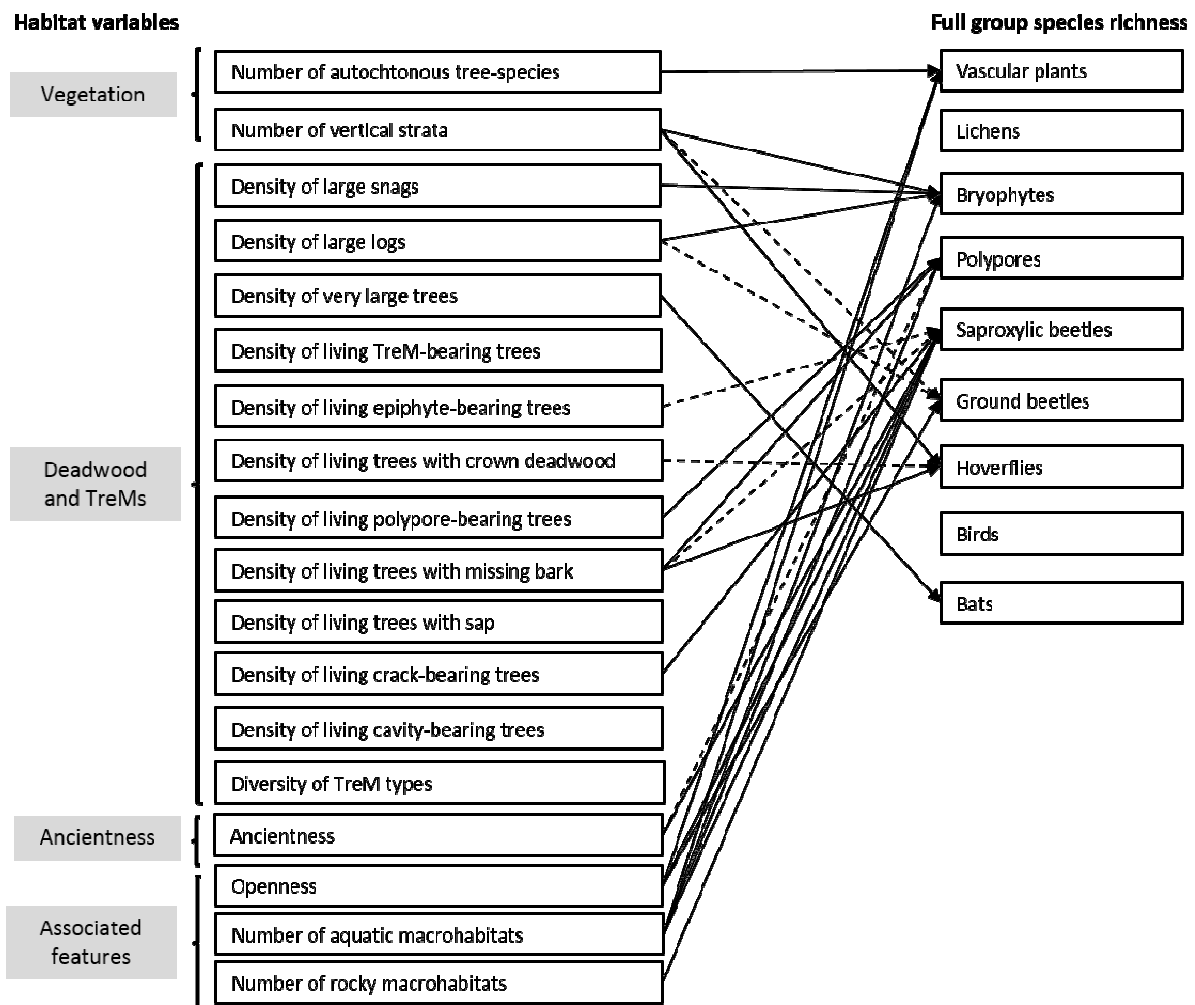 Habitat variables
Full group species richness
Vegetation
Number of autochtonous tree-species
Number of vertical strata
Deadwood
and TreMs
Density of large snags
Density of large logs
Density of very large trees
Density of living TreM-bearing trees
Density of living epiphyte-bearing trees
Density of living trees with crown deadwood
Density of living polypore-bearing trees
Density of living trees with missing bark
Density of living trees with sap
Density of living crack-bearing trees
Density of living cavity-bearing trees
Diversity of TreM types
Ancientness
Ancientness
Associated
features
Openness
Number of aquatic macrohabitats
Number of rocky macrohabitats
Vascular plants
Lichens
Bryophytes
Polypores
Saproxylic beetles
Ground beetles
Hoverflies
Birds
Bats